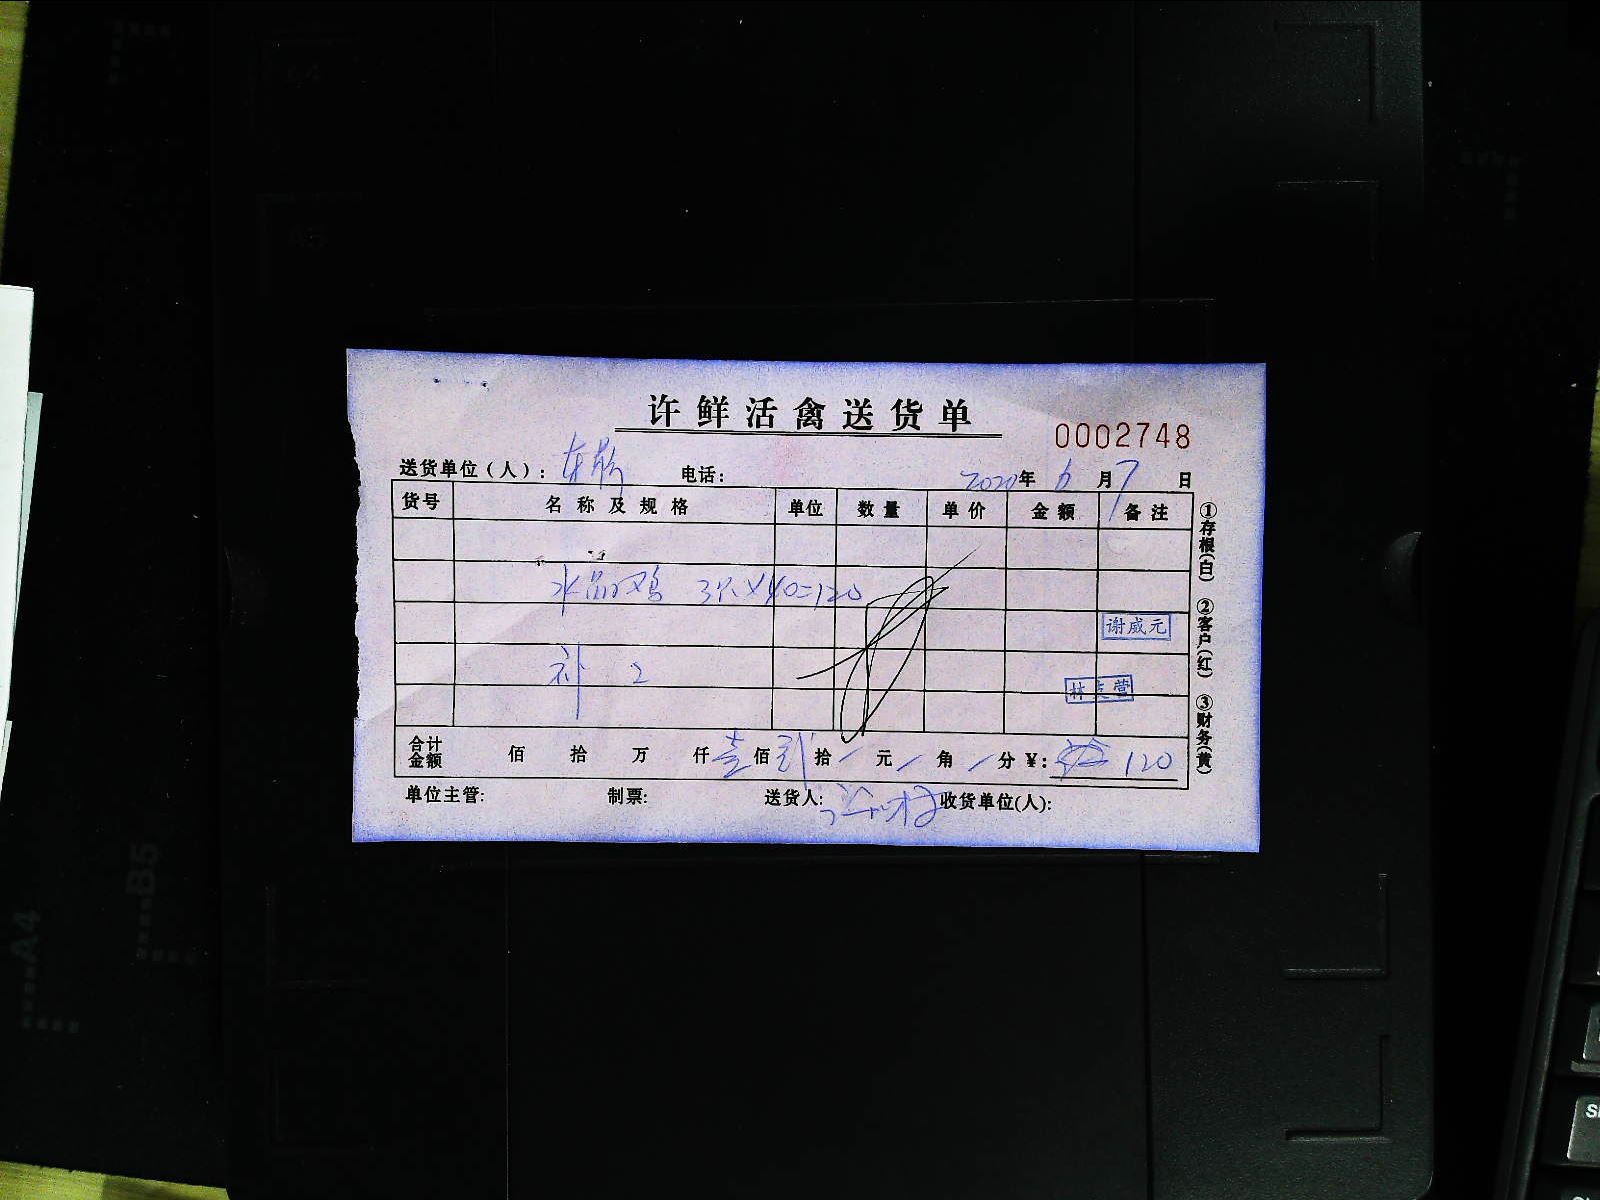 许鲜活禽送货单
0002748
送货单位（人）： 电话： 2020年 6月 7日
货号 名称及规格 单位 数量 单价 金额 备注
水晶鸡 3只×40=120
谢威元
补 2
林 营
合计金额 佰 拾 万 仟 壹佰 贰拾 / 元 / 角 / 分 ¥： 120
单位主管： 制票： 送货人： 收货单位(人)：
①存根(白) ②客户(红) ③财务(黄)
A4
B5